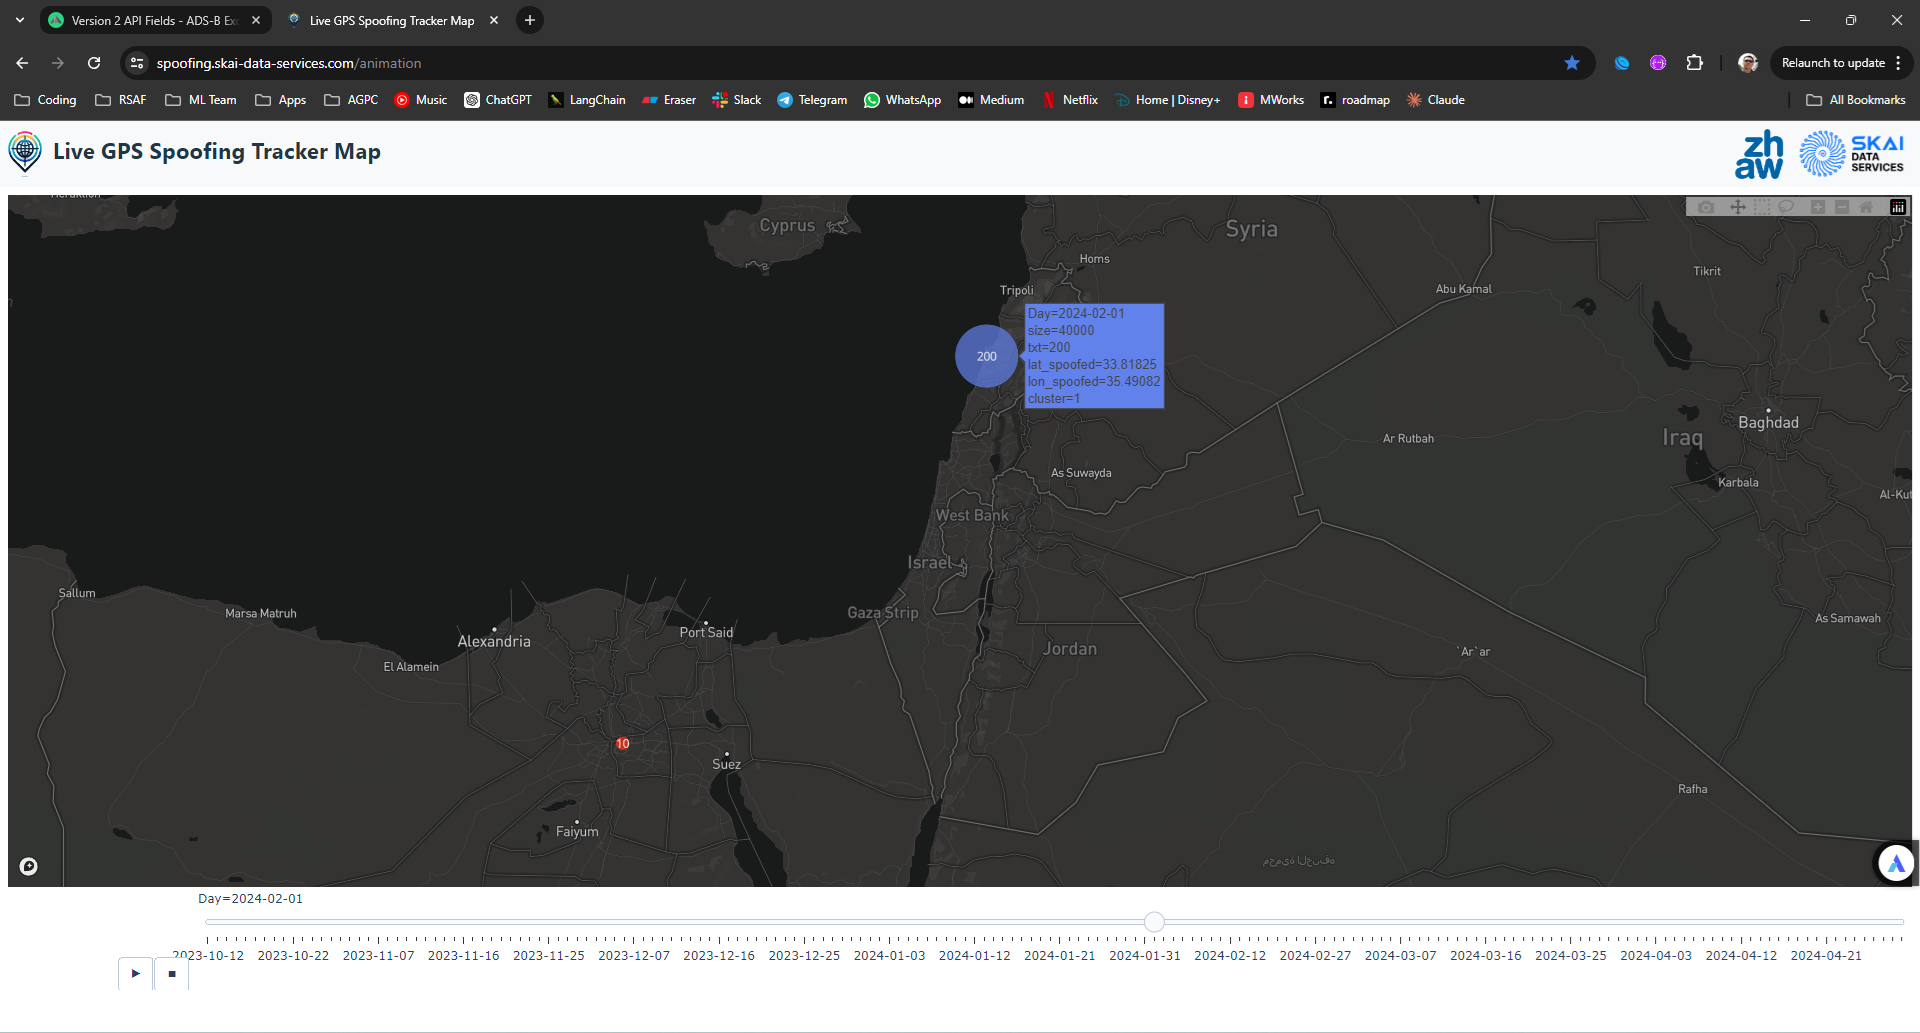 Version 2 API Fields - ADS-B Ex
Live GPS Spoofing Tracker Map
spoofing.skai-data-services.com/animation
Relaunch to update
Coding
RSAF
ML Team
Apps
AGPC
Music
ChatGPT
LangChain
Eraser
Slack
Telegram
WhatsApp
Medium
Netflix
Home | Disney+
MWorks
roadmap
Claude
All Bookmarks
Live GPS Spoofing Tracker Map
zh
aw
SKAI
DATA
SERVICES
Heraklion
Cyprus
Syria
Homs
Tikrit
Tripoli
Abu Kamal
Day=2024-02-01
size=40000
txt=200
lat_spoofed=33.81825
lon_spoofed=35.49082
cluster=1
200
Baghdad
Ar Rutbah
Iraq
As Suwayda
Karbala
Al-Kut
West Bank
Israel
Sallum
Marsa Matruh
Gaza Strip
As Samawah
Port Said
Alexandria
Jordan
`Ar`ar
El Alamein
10
Suez
Rafha
Faiyum
Day=2024-02-01
2023-10-12
2023-10-22
2023-11-07
2023-11-16
2023-11-25
2023-12-07
2023-12-16
2023-12-25
2024-01-03
2024-01-12
2024-01-21
2024-01-31
2024-02-12
2024-02-27
2024-03-07
2024-03-16
2024-03-25
2024-04-03
2024-04-12
2024-04-21